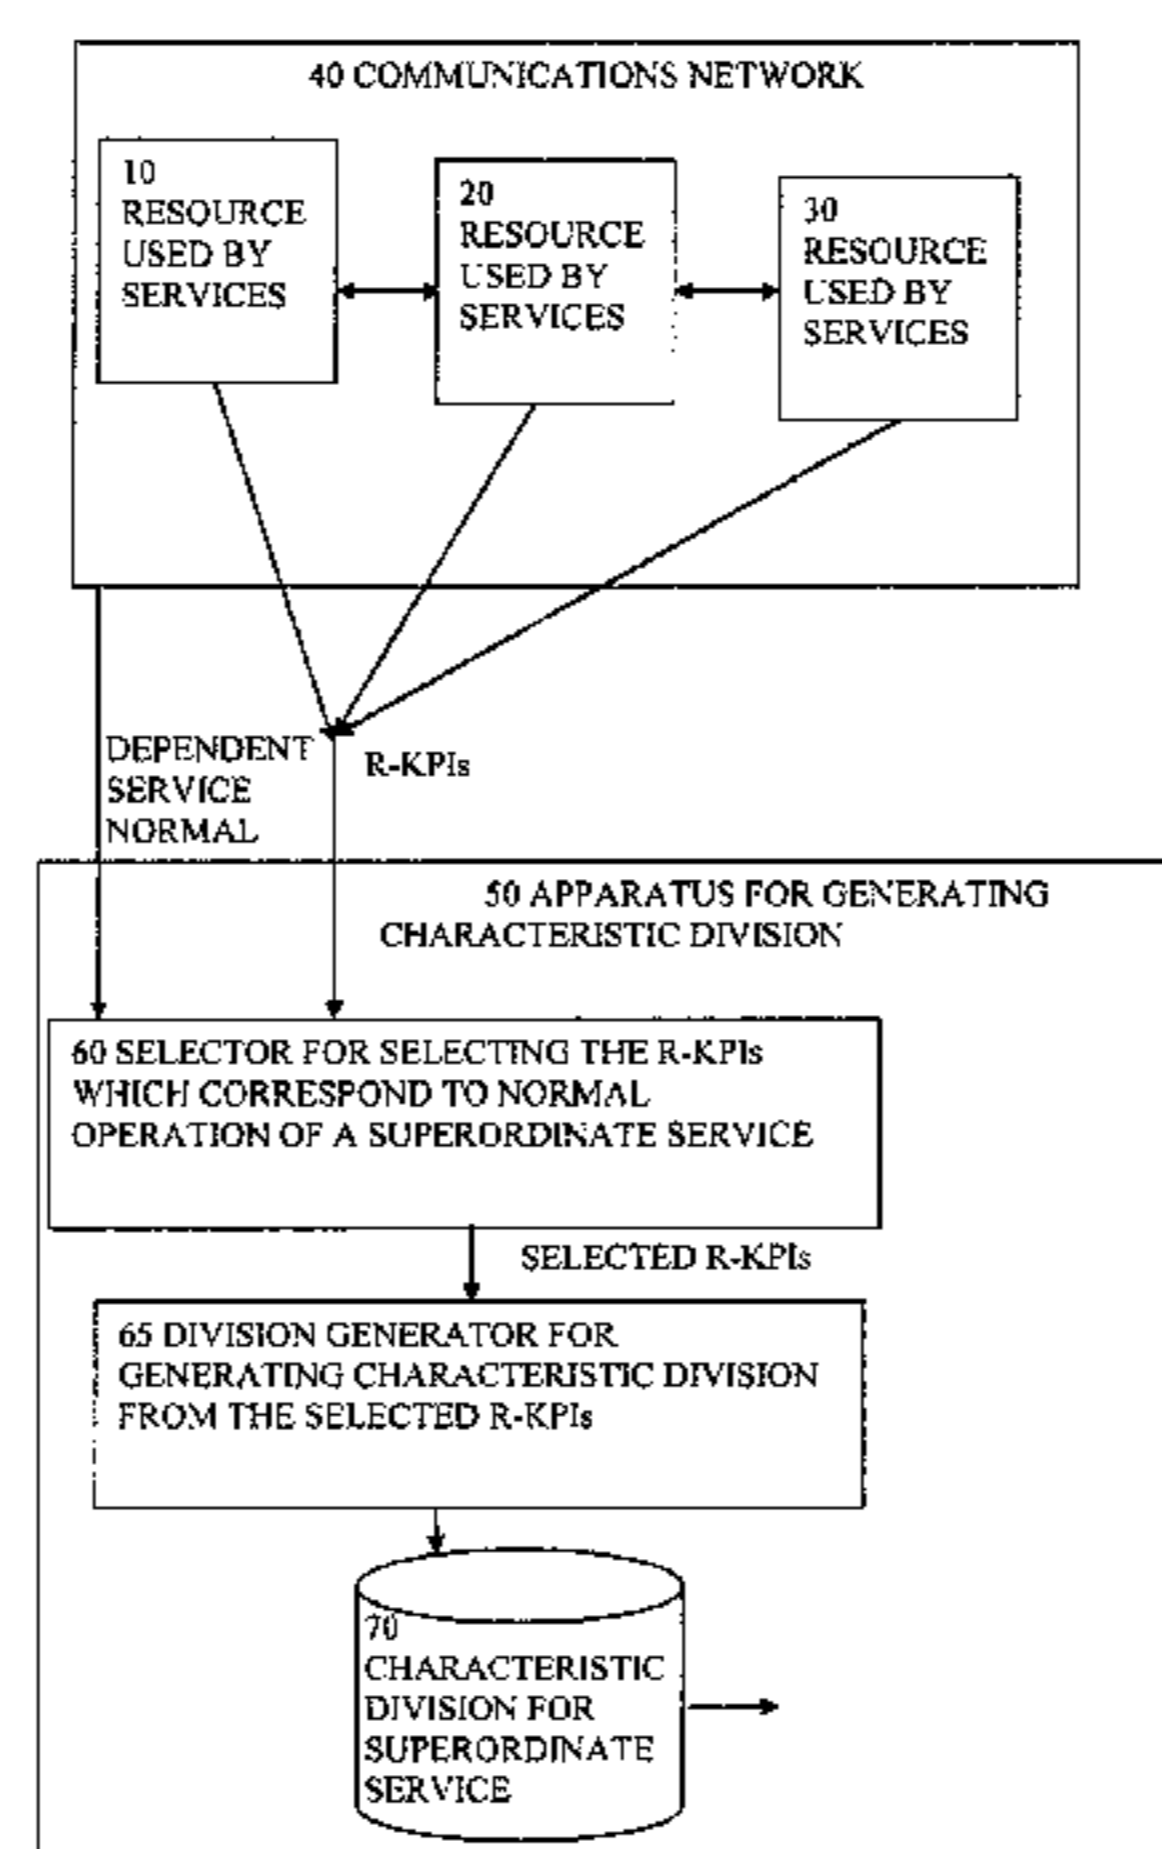 40 COMMUNICATIONS NETWORK
10
RESOURCE
USED BY
SERVICES
20
RESOURCE
USED BY
SERVICES
30
RESOURCE
USED BY
SERVICES
DEPENDENT
SERVICE
NORMAL
R-KPIs
50 APPARATUS FOR GENERATING
CHARACTERISTIC DIVISION
60 SELECTOR FOR SELECTING THE R-KPIs
WHICH CORRESPOND TO NORMAL
OPERATION OF A SUPERORDINATE SERVICE
SELECTED R-KPIs
65 DIVISION GENERATOR FOR
GENERATING CHARACTERISTIC DIVISION
FROM THE SELECTED R-KPIs
70
CHARACTERISTIC
DIVISION FOR
SUPERORDINATE
SERVICE